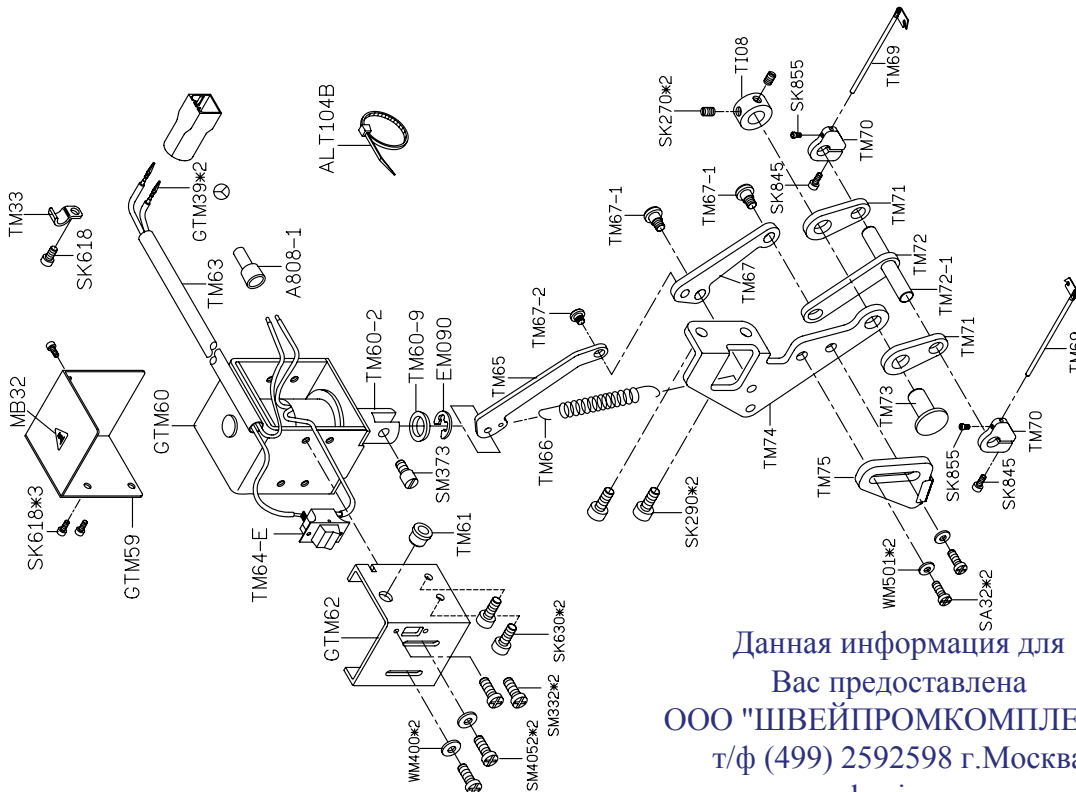 TM33
SK618
GTM39*2
ALT104B
MB32
TM63
A808-1
GTM60
SK618*3
GTM59
TM60-2
TM60-9
EM090
SM373
TM64-E
TM61
GTM62
SK630*2
SM332*2
WM400*2
SM4052*2
TM67-2
TM65
TM66
TM67-1
TM67-1
TM67
SK270*2
TI08
SK855
TM69
SK845
TM70
TM71
TM72
TM72-1
TM71
TM73
TM74
SK290*2
TM75
SK855
SK845
TM70
TM69
WM501*2
SA32*2
Данная информация для
Вас предоставлена
ООО "ШВЕЙПРОМКОМПЛЕ
т/ф (499) 2592598 г.Москва